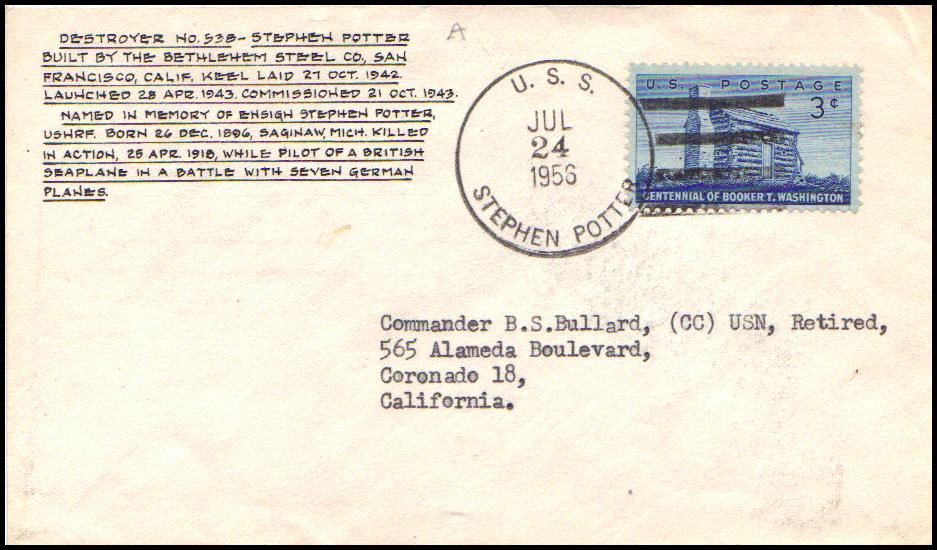 DESTROYER NO. 538- STEPHEN POTTER
BUILT BY THE BETHLEHEM STEEL CO., SAN
FRANCISCO, CALIF. KEEL LAID 27 OCT. 1942.
LAUNCHED 28 APR. 1943. COMMISSIONED 21 OCT. 1943.
NAMED IN MEMORY OF ENSIGN STEPHEN POTTER,
USNRF. BORN 26 DEC. 1896, SAGINAW, MICH. KILLED
IN ACTION, 25 APR. 1918, WHILE PILOT OF A BRITISH
SEAPLANE IN A BATTLE WITH SEVEN GERMAN
PLANES.
A
U. S. S.
JUL
24
1956
STEPHEN POTTER
U.S. POSTAGE
3¢
CENTENNIAL OF BOOKER T. WASHINGTON
Commander B.S.Bullard, (CC) USN, Retired,
565 Alameda Boulevard,
Coronado 18,
California.